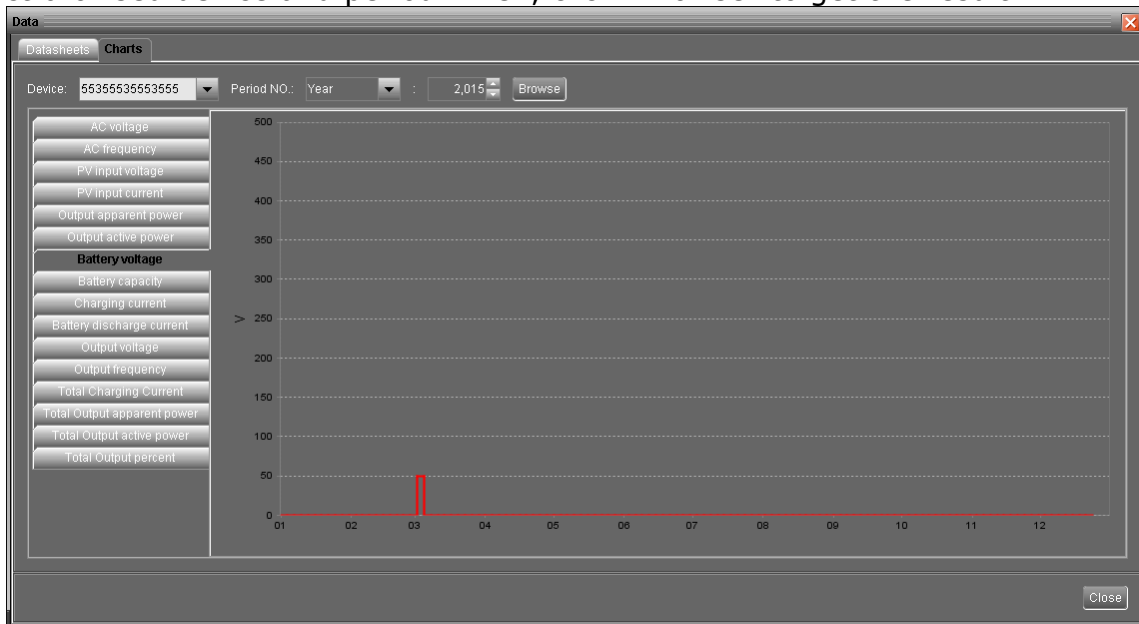 Data
Datasheets Charts
Device: 55355535553555 Period NO.: Year : 2,015 Browse
AC voltage
AC frequency
PV input voltage
PV input current
Output apparent power
Output active power
Battery voltage
Battery capacity
Charging current
Battery discharge current
Output voltage
Output frequency
Total Charging Current
Total Output apparent power
Total Output active power
Total Output percent
500
450
400
350
300
250
200
150
100
50
0
V
01 02 03 04 05 06 07 08 09 10 11 12
Close